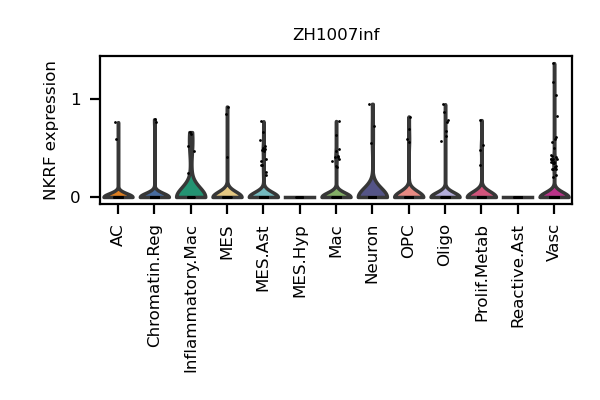 ZH1007inf
NKRF expression
1
0
AC
Chromatin.Reg
Inflammatory.Mac
MES
MES.Ast
MES.Hyp
Mac
Neuron
OPC
Oligo
Prolif.Metab
Reactive.Ast
Vasc